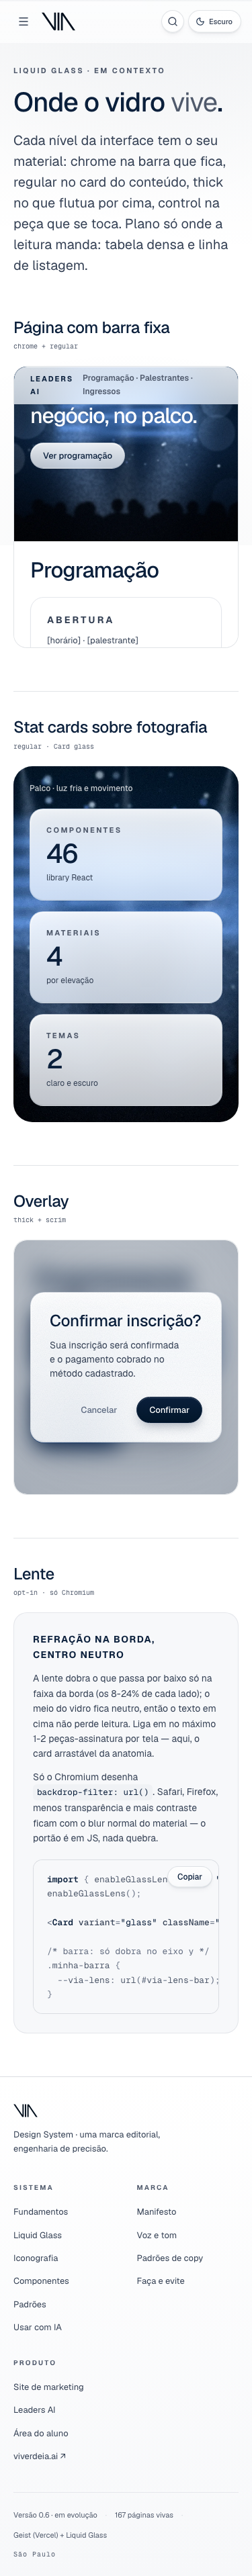 VIA
Escuro
LIQUID GLASS · EM CONTEXTO
Onde o vidro vive.
Cada nível da interface tem o seu
material: chrome na barra que fica,
regular no card do conteúdo, thick
no que flutua por cima, control na
peça que se toca. Plano só onde a
leitura manda: tabela densa e linha
de listagem.
Página com barra fixa
chrome + regular
LEADERS
AI
Programação · Palestrantes ·
Ingressos
negócio, no palco.
Ver programação
Programação
ABERTURA
[horário] · [palestrante]
Stat cards sobre fotografia
regular · Card glass
Palco · luz fria e movimento
COMPONENTES
46
library React
MATERIAIS
4
por elevação
TEMAS
2
claro e escuro
Overlay
thick + scrim
Confirmar inscrição?
Sua inscrição será confirmada
e o pagamento cobrado no
método cadastrado.
Cancelar
Confirmar
Lente
opt-in · só Chromium
REFRAÇÃO NA BORDA,
CENTRO NEUTRO
A lente dobra o que passa por baixo só na
faixa da borda (os 8–24% de cada lado); o
meio do vidro fica neutro, então o texto em
cima não perde leitura. Liga em no máximo
1-2 peças-assinatura por tela — aqui, o
card arrastável da anatomia.
Só o Chromium desenha
backdrop-filter: url() . Safari, Firefox,
menos transparência e mais contraste
ficam com o blur normal do material — o
portão é em JS, nada quebra.
Copiar
import { enableGlassLen
enableGlassLens();
<Card variant="glass" className="
/* barra: só dobra no eixo y */
.minha-barra {
--via-lens: url(#via-lens-bar);
}
VIA
Design System · uma marca editorial,
engenharia de precisão.
SISTEMA
Fundamentos
Liquid Glass
Iconografia
Componentes
Padrões
Usar com IA
MARCA
Manifesto
Voz e tom
Padrões de copy
Faça e evite
PRODUTO
Site de marketing
Leaders AI
Área do aluno
viverdeia.ai ↗
Versão 0.6 · em evolução · 167 páginas vivas
Geist (Vercel) + Liquid Glass
São Paulo